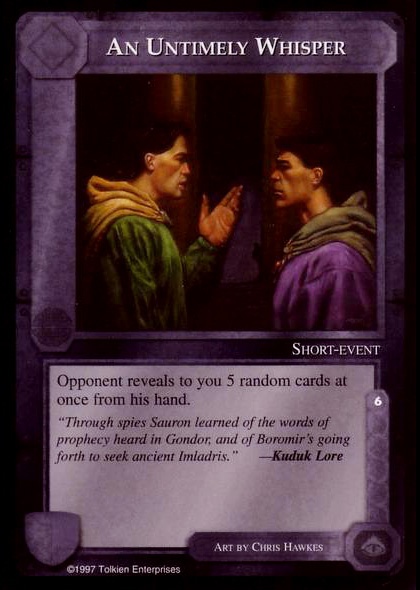 An Untimely Whisper
Short-event
Opponent reveals to you 5 random cards at
once from his hand.
6
“Through spies Sauron learned of the words of
prophecy heard in Gondor, and of Boromir’s going
forth to seek ancient Imladris.” —Kuduk Lore
Art by Chris Hawkes
©1997 Tolkien Enterprises